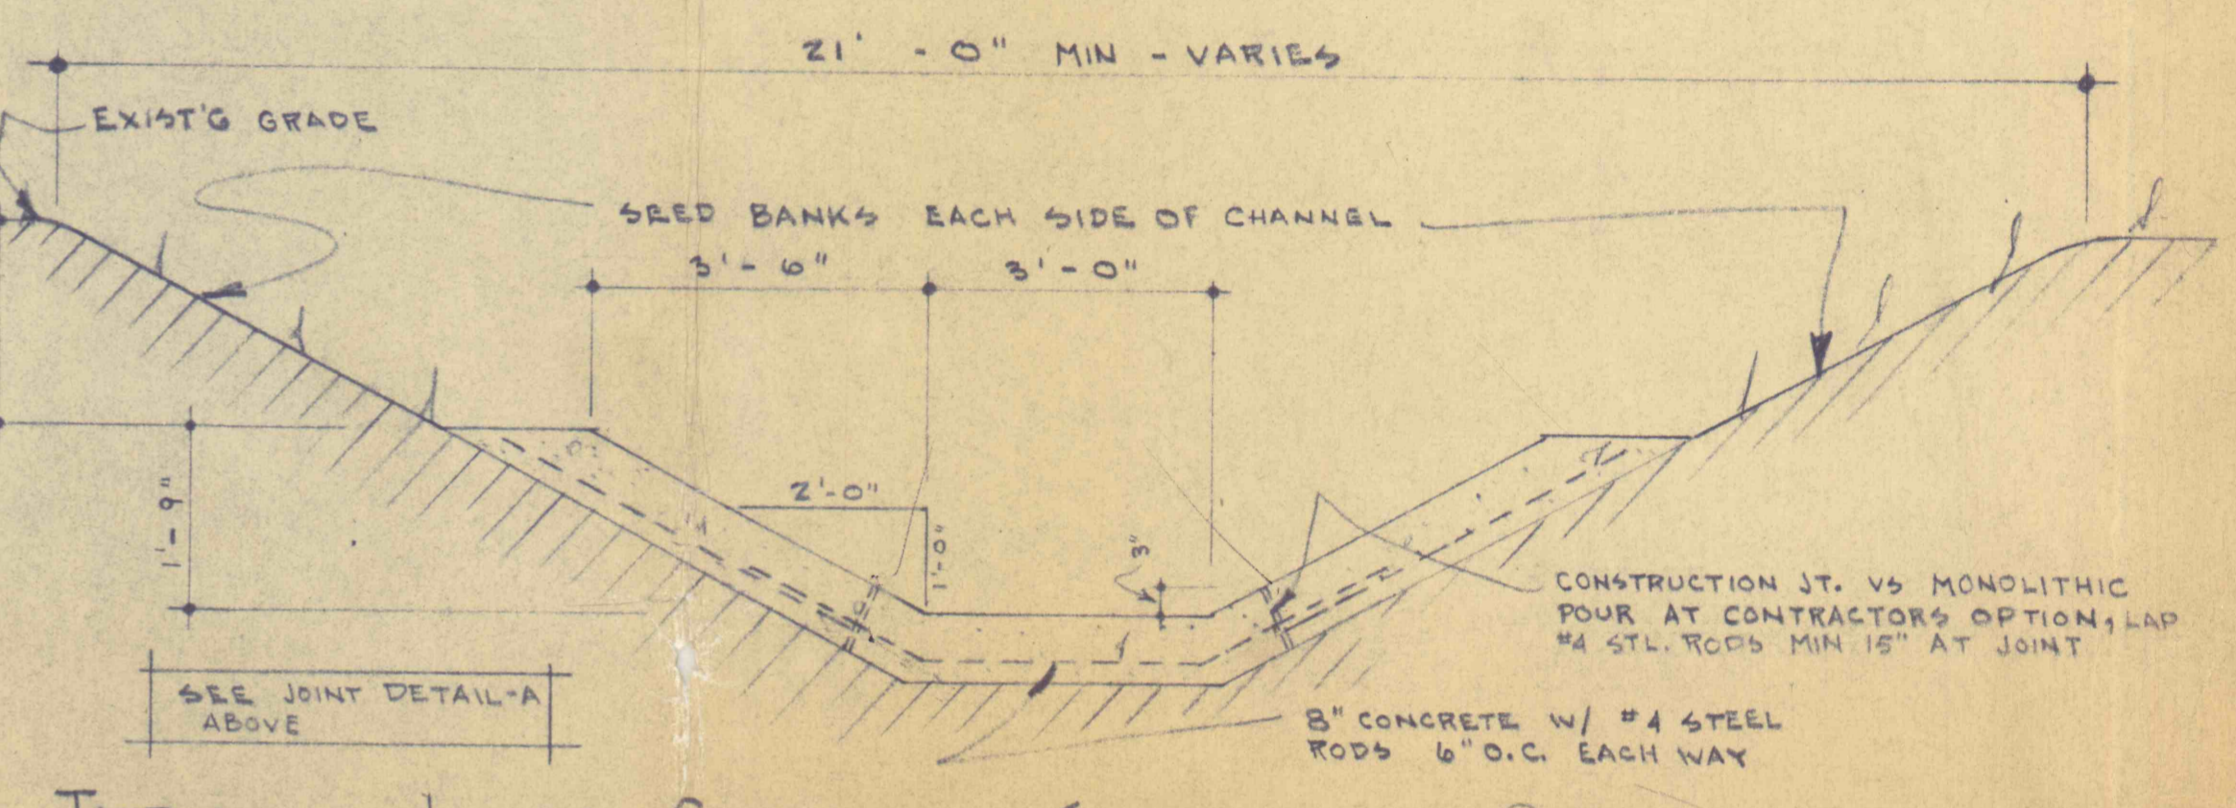 21' - 0" MIN - VARIES
EXIST'G GRADE
SEED BANKS EACH SIDE OF CHANNEL
3'- 6" 3'- 0"
2'-0"
1'- 9"
1'-0"
3"
CONSTRUCTION JT. VS MONOLITHIC
POUR AT CONTRACTORS OPTION, LAP
#4 STL. RODS MIN 15" AT JOINT
SEE JOINT DETAIL-A
ABOVE
8" CONCRETE W/ #4 STEEL
RODS 6" O.C. EACH WAY